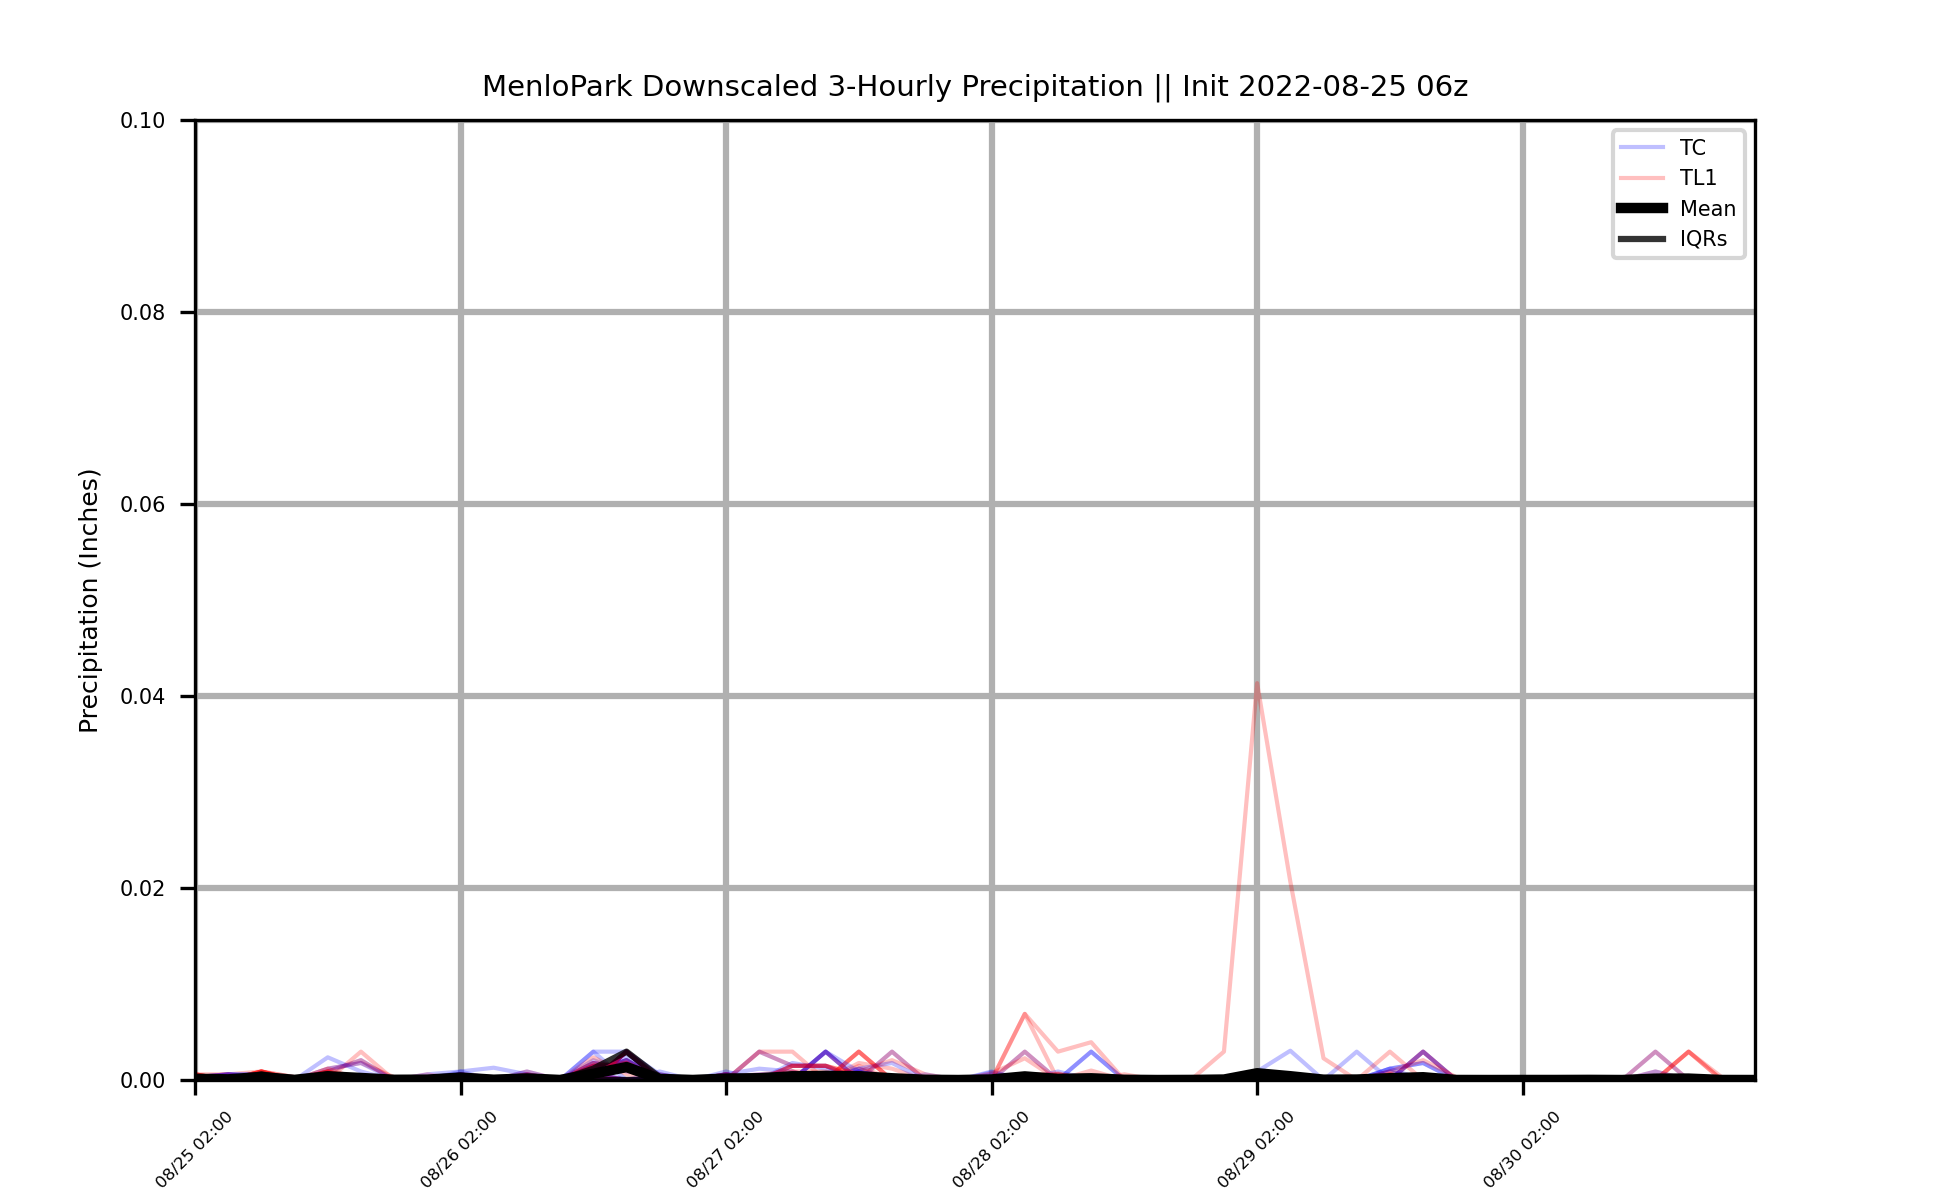 MenloPark Downscaled 3-Hourly Precipitation || Init 2022-08-25 06z
TC
TL1
Mean
IQRs
Precipitation (Inches)
0.10
0.08
0.06
0.04
0.02
0.00
08/25 02:00
08/26 02:00
08/27 02:00
08/28 02:00
08/29 02:00
08/30 02:00